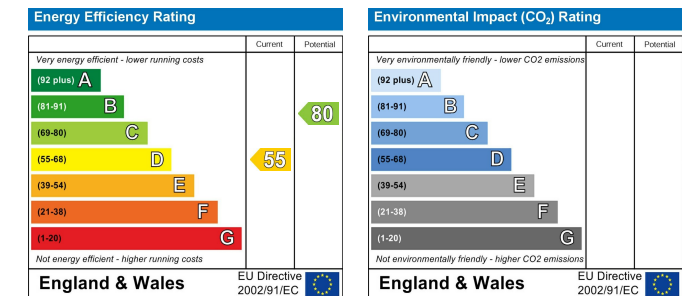 Energy Efficiency Rating
Current Potential
Very energy efficient - lower running costs
(92 plus) A
(81-91) B
80
(69-80) C
(55-68) D
55
(39-54) E
(21-38) F
(1-20) G
Not energy efficient - higher running costs
England & Wales
EU Directive
2002/91/EC
Environmental Impact (CO2) Rating
Current Potential
Very environmentally friendly - lower CO2 emissions
(92 plus) A
(81-91) B
(69-80) C
(55-68) D
(39-54) E
(21-38) F
(1-20) G
Not environmentally friendly - higher CO2 emissions
England & Wales
EU Directive
2002/91/EC